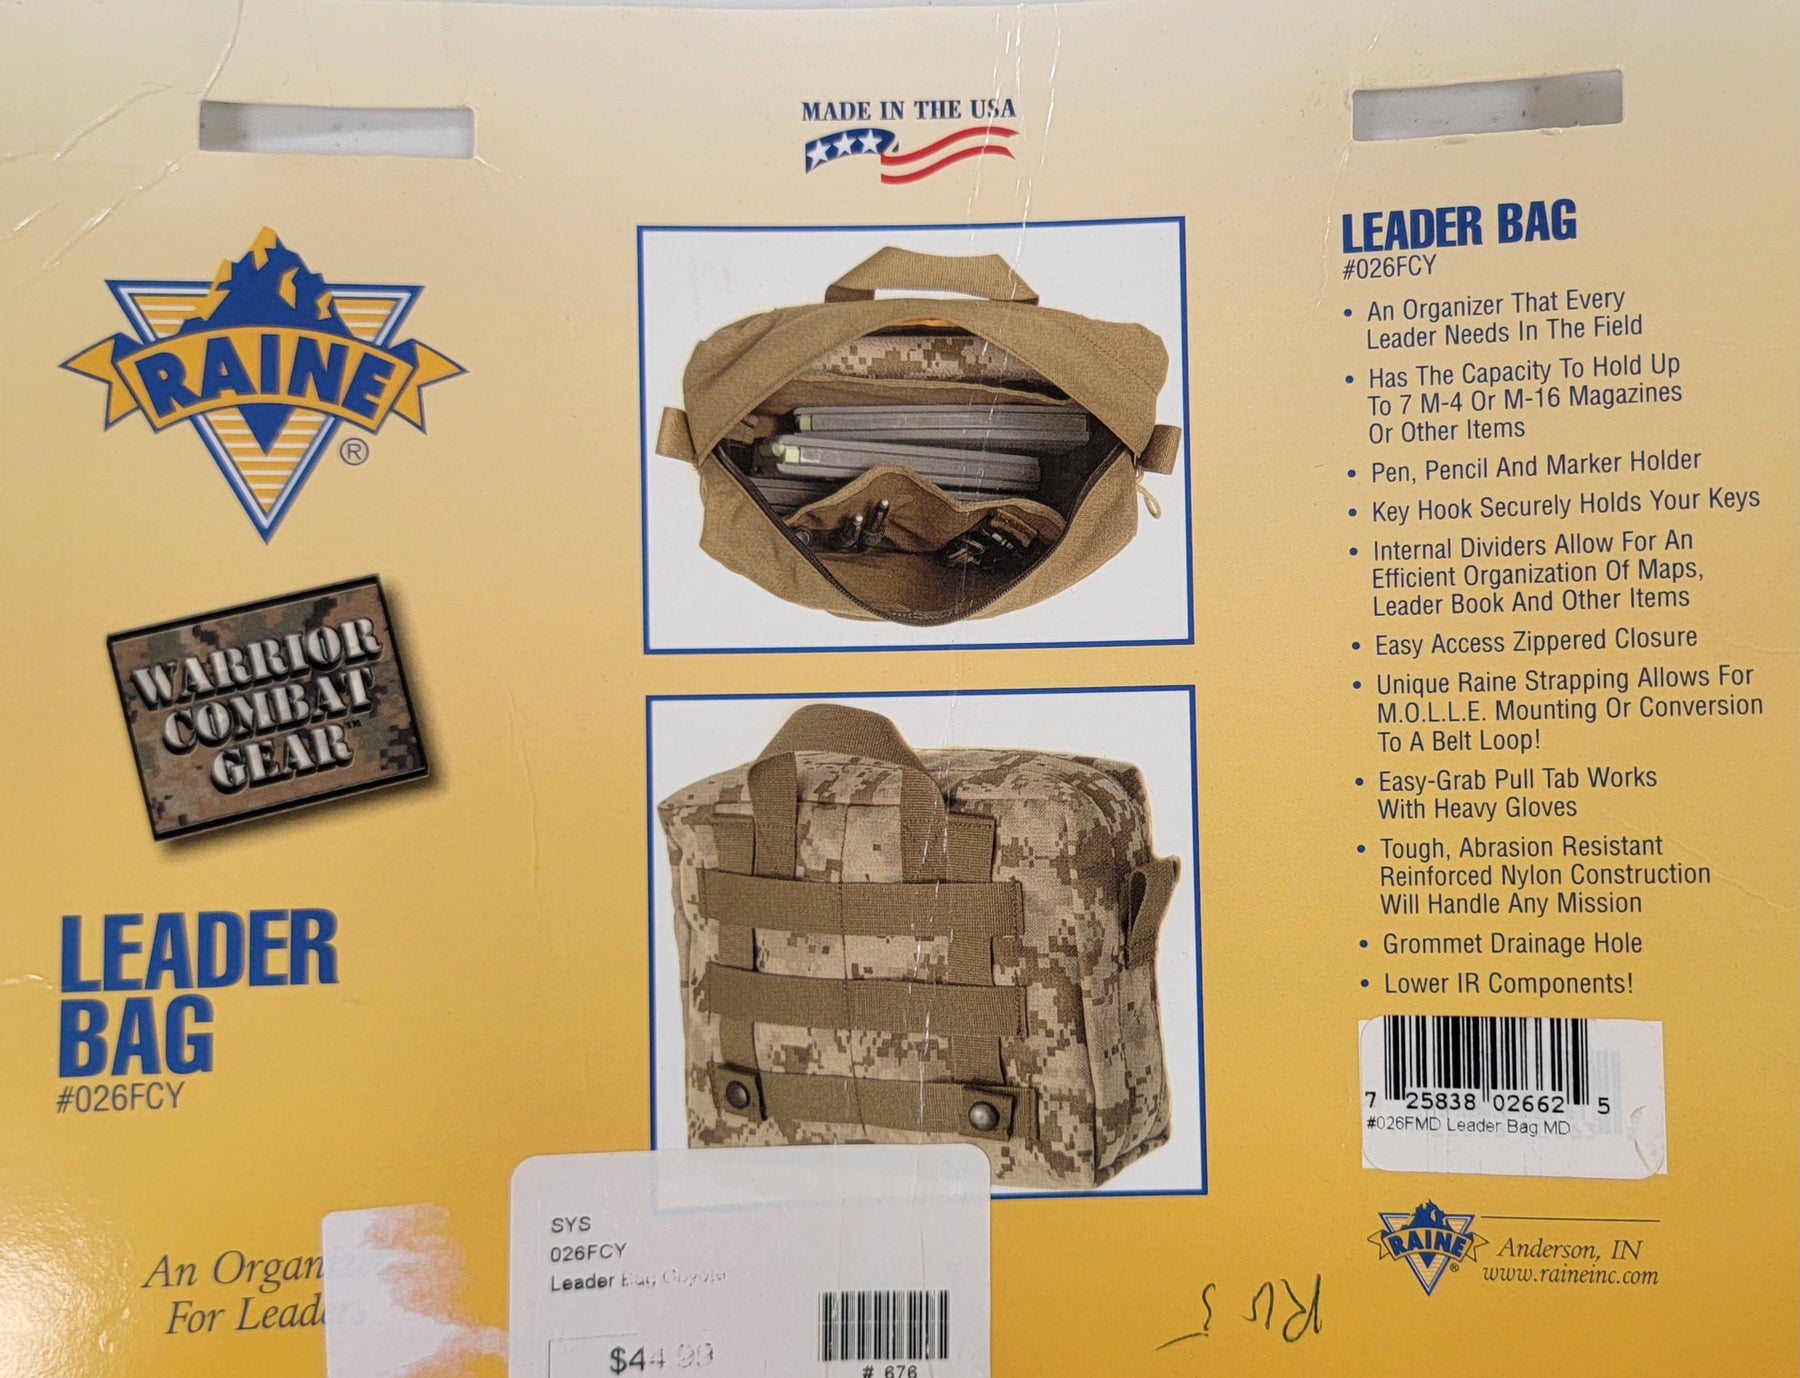 MADE IN THE USA
RAINE
®
WARRIOR
COMBAT
GEAR™
LEADER
BAG
#026FCY
An Organize
For Leaders
LEADER BAG
#026FCY
• An Organizer That Every
Leader Needs In The Field
• Has The Capacity To Hold Up
To 7 M-4 Or M-16 Magazines
Or Other Items
• Pen, Pencil And Marker Holder
• Key Hook Securely Holds Your Keys
• Internal Dividers Allow For An
Efficient Organization Of Maps,
Leader Book And Other Items
• Easy Access Zippered Closure
• Unique Raine Strapping Allows For
M.O.L.L.E. Mounting Or Conversion
To A Belt Loop!
• Easy-Grab Pull Tab Works
With Heavy Gloves
• Tough, Abrasion Resistant
Reinforced Nylon Construction
Will Handle Any Mission
• Grommet Drainage Hole
• Lower IR Components!
7 25838 02662 5
#026FMD Leader Bag MD
RAINE
®
Anderson, IN
www.raineinc.com
SYS
026FCY
Leader Bag Coyote
$44.99
# 676